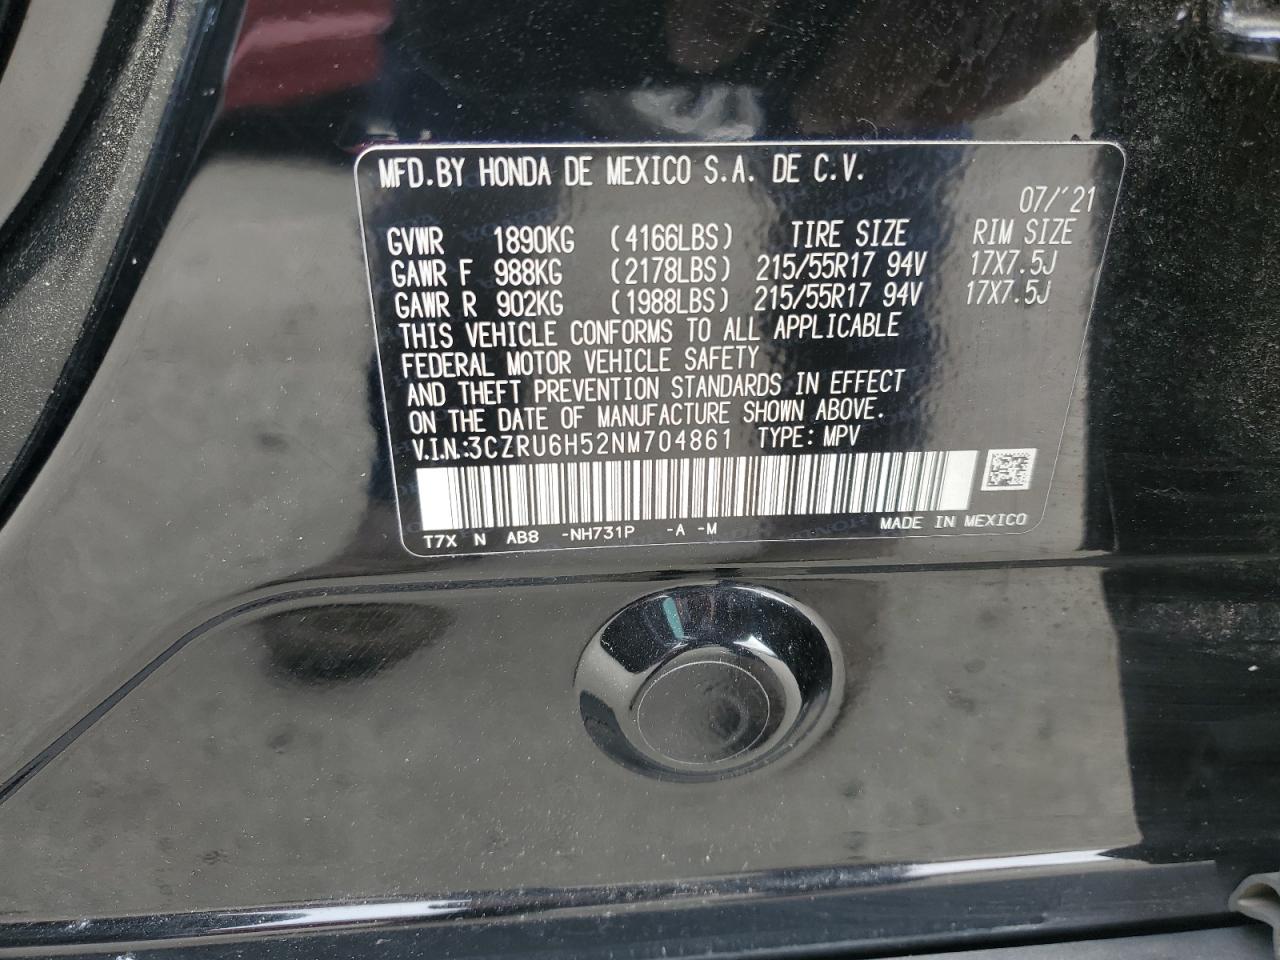 MFD.BY HONDA DE MEXICO S.A. DE C.V.
07/'21
GVWR 1890KG (4166LBS) TIRE SIZE RIM SIZE
GAWR F 988KG (2178LBS) 215/55R17 94V 17X7.5J
GAWR R 902KG (1988LBS) 215/55R17 94V 17X7.5J
THIS VEHICLE CONFORMS TO ALL APPLICABLE
FEDERAL MOTOR VEHICLE SAFETY
AND THEFT PREVENTION STANDARDS IN EFFECT
ON THE DATE OF MANUFACTURE SHOWN ABOVE.
V.I.N.:3CZRU6H52NM704861 TYPE: MPV
T7X N AB8 -NH731P -A -M MADE IN MEXICO